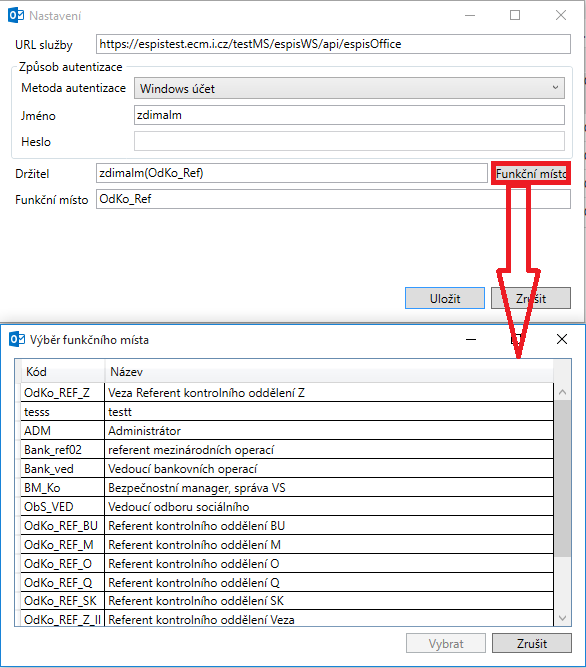 Nastavení
URL služby https://espistest.ecm.i.cz/testMS/espisWS/api/espisOffice
Způsob autentizace
Metoda autentizace Windows účet
Jméno zdimalm
Heslo
Držitel zdimalm(OdKo_Ref) Funkční místo
Funkční místo OdKo_Ref
Uložit Zrušit
Výběr funkčního místa
Kód Název
OdKo_REF_Z Veza Referent kontrolního oddělení Z
tesss testt
ADM Administrátor
Bank_ref02 referent mezinárodních operací
Bank_ved Vedoucí bankovních operací
BM_Ko Bezpečnostní manager, správa VS
ObS_VED Vedoucí odboru sociálního
OdKo_REF_BU Referent kontrolního oddělení BU
OdKo_REF_M Referent kontrolního oddělení M
OdKo_REF_O Referent kontrolního oddělení O
OdKo_REF_Q Referent kontrolního oddělení Q
OdKo_REF_SK Referent kontrolního oddělení SK
OdKo_REF_Z_II Referent kontrolního oddělení Veza
Vybrat Zrušit